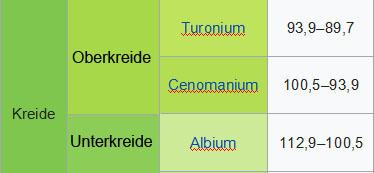 Turonium 93,9–89,7
Oberkreide
Cenomanium 100,5–93,9
Kreide
Unterkreide Albium 112,9–100,5